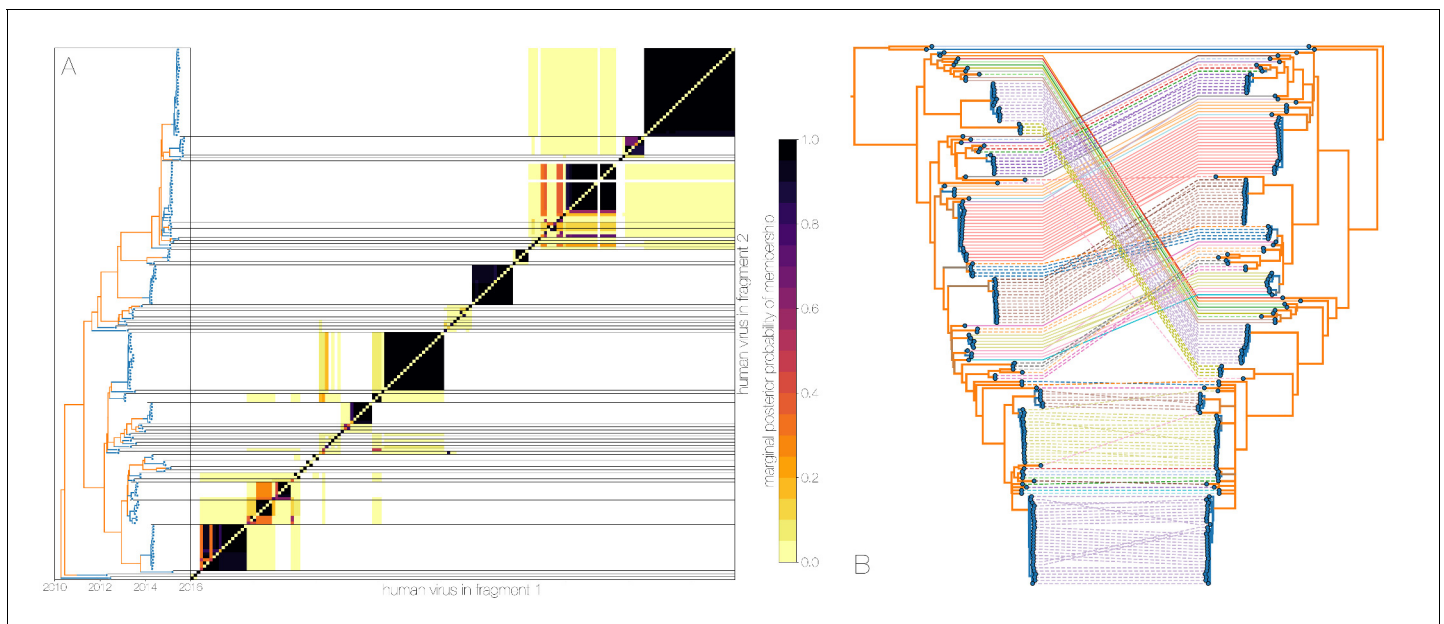 A
1.0
0.8
0.6
0.4
0.2
0.0
marginal posterior probability of membership
human virus in fragment 2
2010
2012
2014
2016
human virus in fragment 1
B